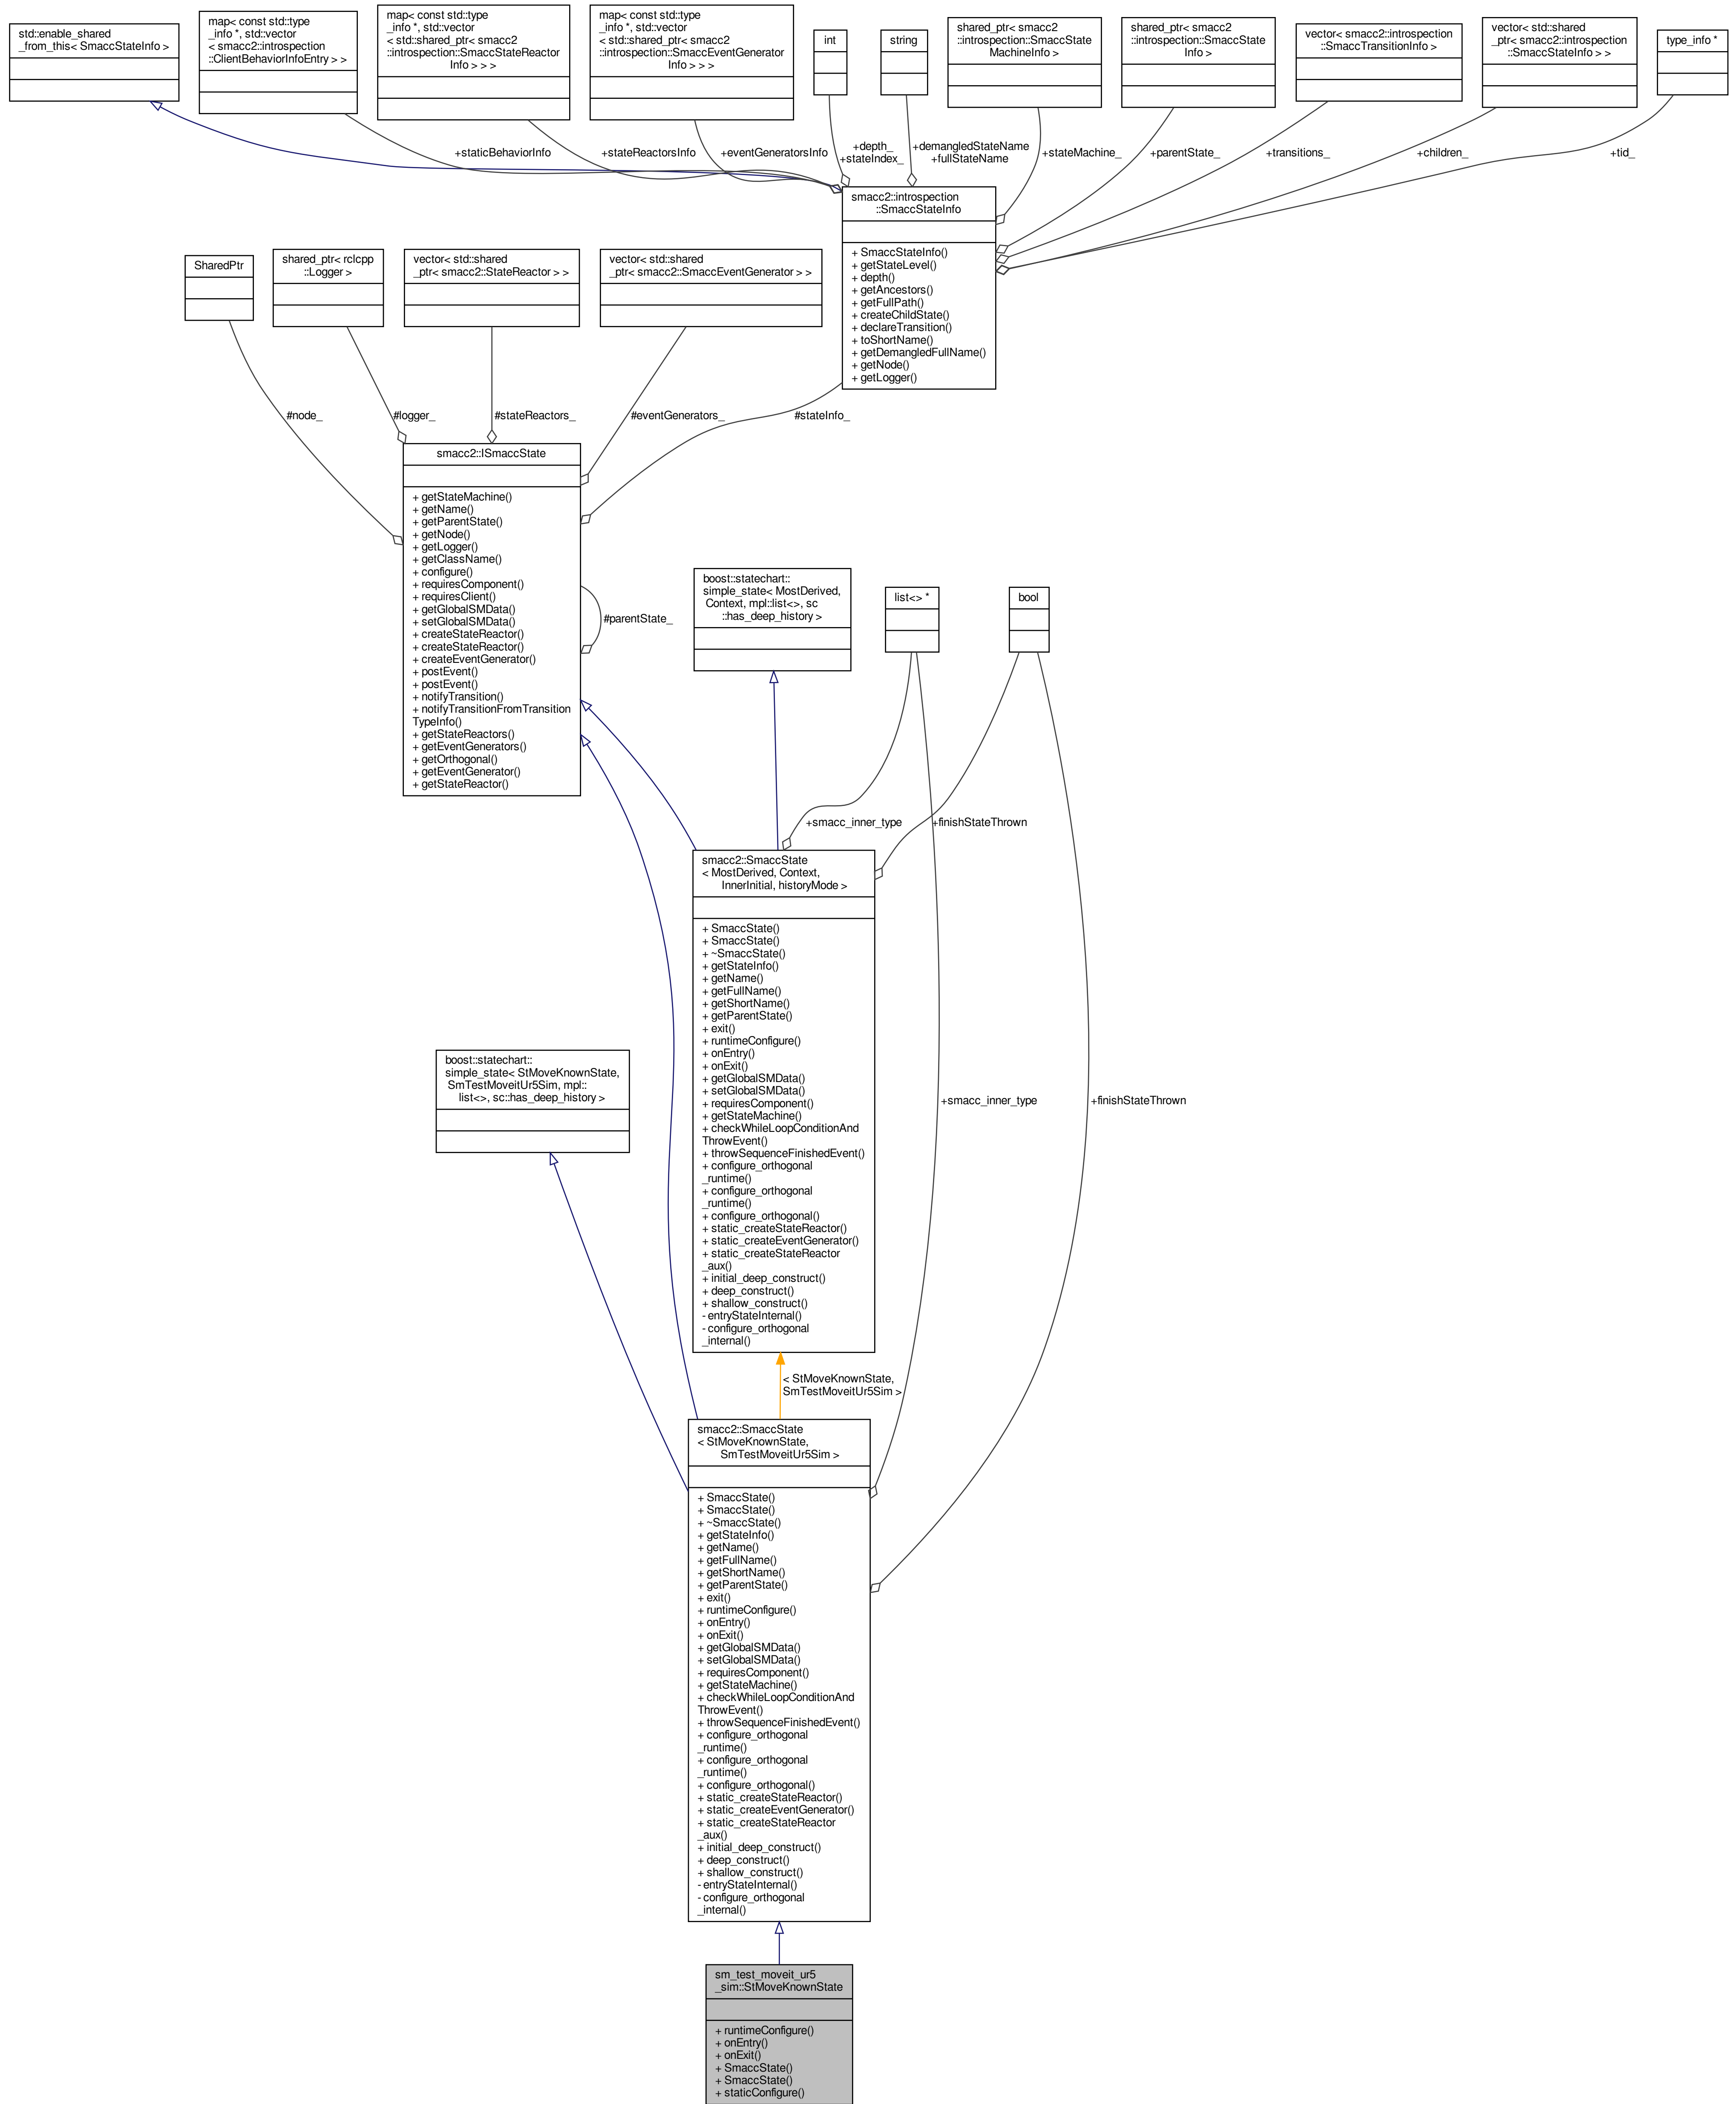 std::enable_shared
_from_this< SmaccStateInfo >
map< const std::type
_info *, std::vector
< smacc2::introspection
::ClientBehaviorInfoEntry > >
map< const std::type
_info *, std::vector
< std::shared_ptr< smacc2
::introspection::SmaccStateReactor
Info > > >
map< const std::type
_info *, std::vector
< std::shared_ptr< smacc2
::introspection::SmaccEventGenerator
Info > > >
int
string
shared_ptr< smacc2
::introspection::SmaccState
MachineInfo >
shared_ptr< smacc2
::introspection::SmaccState
Info >
vector< smacc2::introspection
::SmaccTransitionInfo >
vector< std::shared
_ptr< smacc2::introspection
::SmaccStateInfo > >
type_info *
+staticBehaviorInfo
+stateReactorsInfo
+eventGeneratorsInfo
+depth_
+stateIndex_
+demangledStateName
+fullStateName
+stateMachine_
+parentState_
+transitions_
+children_
+tid_
smacc2::introspection
::SmaccStateInfo
+ SmaccStateInfo()
+ getStateLevel()
+ depth()
+ getAncestors()
+ getFullPath()
+ createChildState()
+ declareTransition()
+ toShortName()
+ getDemangledFullName()
+ getNode()
+ getLogger()
SharedPtr
shared_ptr< rclcpp
::Logger >
vector< std::shared
_ptr< smacc2::StateReactor > >
vector< std::shared
_ptr< smacc2::SmaccEventGenerator > >
#node_
#logger_
#stateReactors_
#eventGenerators_
#stateInfo_
smacc2::ISmaccState
+ getStateMachine()
+ getName()
+ getParentState()
+ getNode()
+ getLogger()
+ getClassName()
+ configure()
+ requiresComponent()
+ requiresClient()
+ getGlobalSMData()
+ setGlobalSMData()
+ createStateReactor()
+ createStateReactor()
+ createEventGenerator()
+ postEvent()
+ postEvent()
+ notifyTransition()
+ notifyTransitionFromTransition
TypeInfo()
+ getStateReactors()
+ getEventGenerators()
+ getOrthogonal()
+ getEventGenerator()
+ getStateReactor()
#parentState_
boost::statechart::
simple_state< MostDerived,
Context, mpl::list<>, sc
::has_deep_history >
list<> *
bool
+smacc_inner_type
+finishStateThrown
smacc2::SmaccState
< MostDerived, Context,
InnerInitial, historyMode >
+ SmaccState()
+ SmaccState()
+ ~SmaccState()
+ getStateInfo()
+ getName()
+ getFullName()
+ getShortName()
+ getParentState()
+ exit()
+ runtimeConfigure()
+ onEntry()
+ onExit()
+ getGlobalSMData()
+ setGlobalSMData()
+ requiresComponent()
+ getStateMachine()
+ checkWhileLoopConditionAnd
ThrowEvent()
+ throwSequenceFinishedEvent()
+ configure_orthogonal
_runtime()
+ configure_orthogonal
_runtime()
+ configure_orthogonal()
+ static_createStateReactor()
+ static_createEventGenerator()
+ static_createStateReactor
_aux()
+ initial_deep_construct()
+ deep_construct()
+ shallow_construct()
- entryStateInternal()
- configure_orthogonal
_internal()
boost::statechart::
simple_state< StMoveKnownState,
SmTestMoveitUr5Sim, mpl::
list<>, sc::has_deep_history >
+smacc_inner_type
+finishStateThrown
< StMoveKnownState,
SmTestMoveitUr5Sim >
smacc2::SmaccState
< StMoveKnownState,
SmTestMoveitUr5Sim >
+ SmaccState()
+ SmaccState()
+ ~SmaccState()
+ getStateInfo()
+ getName()
+ getFullName()
+ getShortName()
+ getParentState()
+ exit()
+ runtimeConfigure()
+ onEntry()
+ onExit()
+ getGlobalSMData()
+ setGlobalSMData()
+ requiresComponent()
+ getStateMachine()
+ checkWhileLoopConditionAnd
ThrowEvent()
+ throwSequenceFinishedEvent()
+ configure_orthogonal
_runtime()
+ configure_orthogonal
_runtime()
+ configure_orthogonal()
+ static_createStateReactor()
+ static_createEventGenerator()
+ static_createStateReactor
_aux()
+ initial_deep_construct()
+ deep_construct()
+ shallow_construct()
- entryStateInternal()
- configure_orthogonal
_internal()
sm_test_moveit_ur5
_sim::StMoveKnownState
+ runtimeConfigure()
+ onEntry()
+ onExit()
+ SmaccState()
+ SmaccState()
+ staticConfigure()